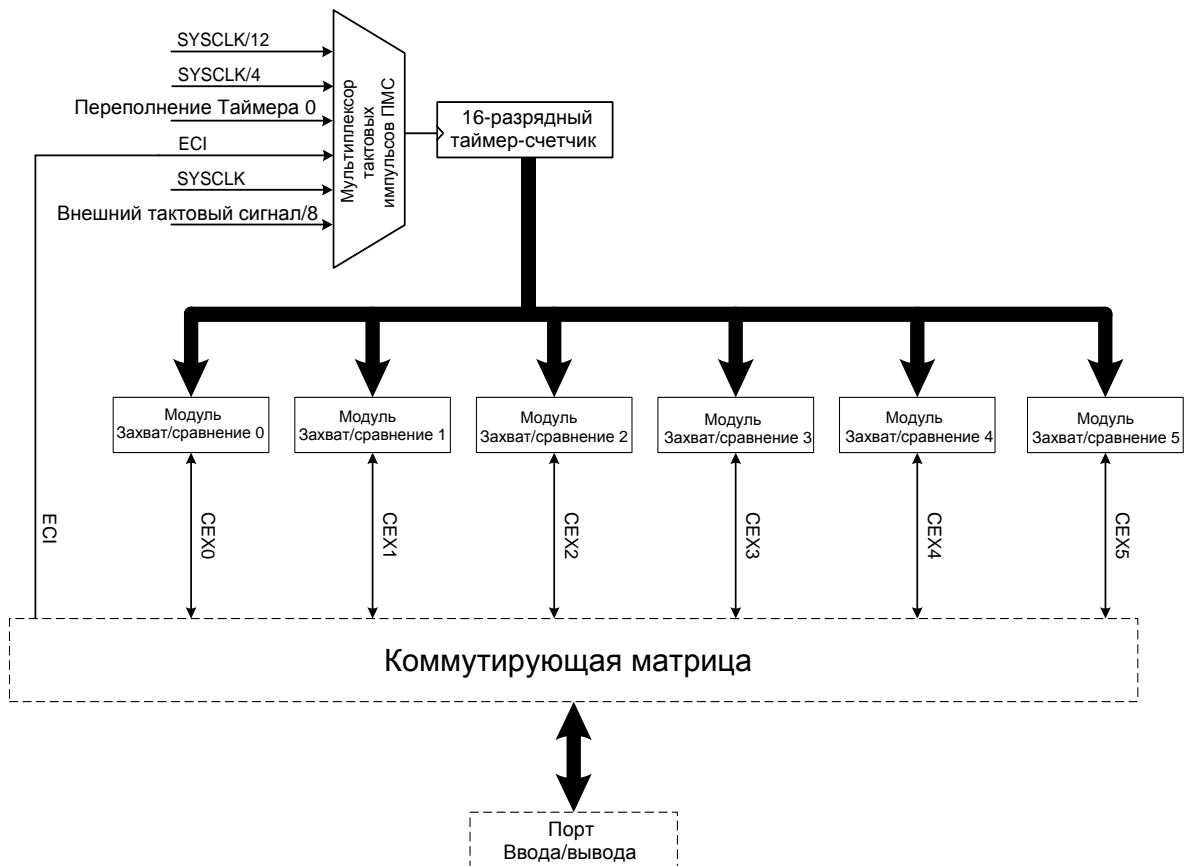 SYSCLK/12
SYSCLK/4
Переполнение Таймера 0
ECI
SYSCLK
Внешний тактовый сигнал/8
Мультиплексор
тактовых
импульсов ПМС
16-разрядный
таймер-счетчик
Модуль
Захват/сравнение 0
Модуль
Захват/сравнение 1
Модуль
Захват/сравнение 2
Модуль
Захват/сравнение 3
Модуль
Захват/сравнение 4
Модуль
Захват/сравнение 5
ECI
CEX0
CEX1
CEX2
CEX3
CEX4
CEX5
Коммутирующая матрица
Порт
Ввода/вывода